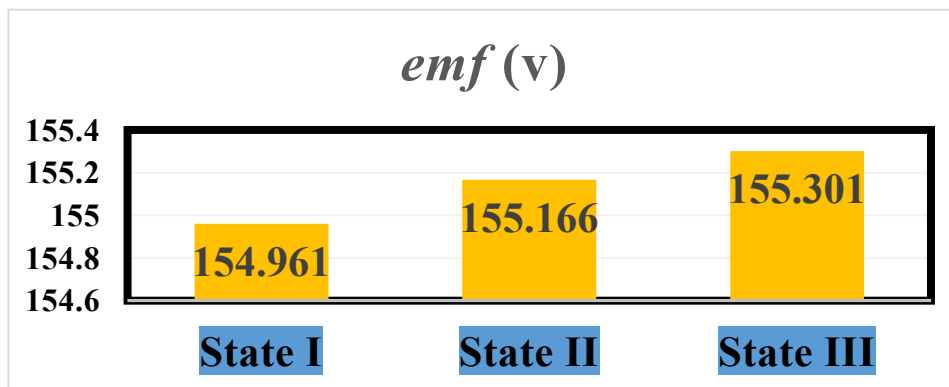 emf (v)
155.4
155.2
155
154.8
154.6
154.961
155.166
155.301
State I
State II
State III